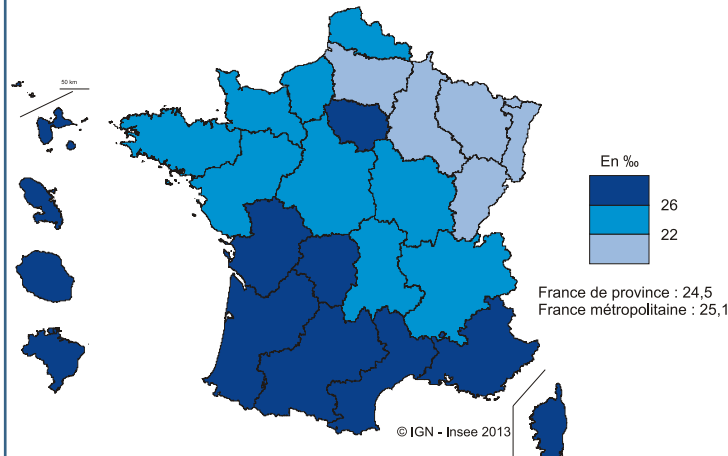 50 km
En ‰
26
22
France de province : 24,5
France métropolitaine : 25,1
© IGN - Insee 2013